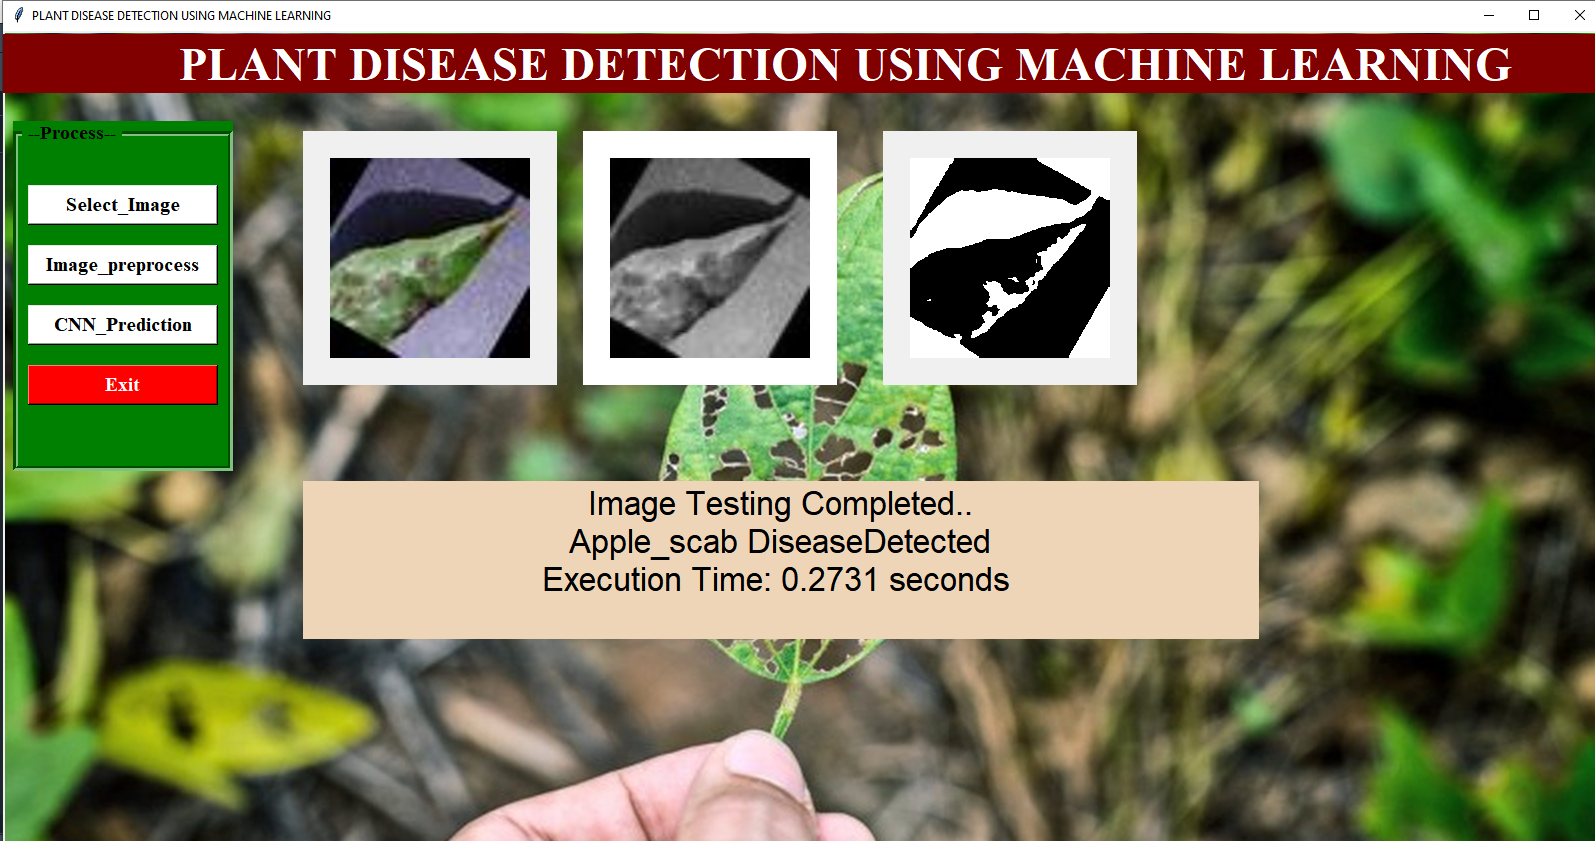 PLANT DISEASE DETECTION USING MACHINE LEARNING
PLANT DISEASE DETECTION USING MACHINE LEARNING
--Process--
Select_Image
Image_preprocess
CNN_Prediction
Exit
Image Testing Completed..
Apple_scab DiseaseDetected
Execution Time: 0.2731 seconds